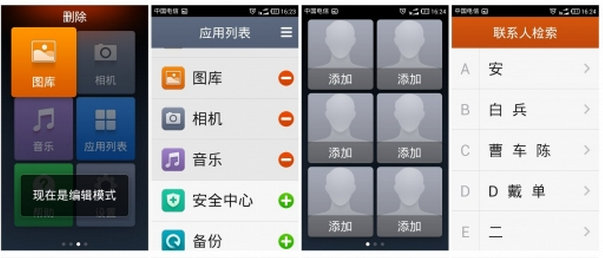 删除
图库
相机
音乐
应用列表
现在是编辑模式
帮助
设置
中国电信 16:23
应用列表
图库
相机
音乐
安全中心
备份
中国电信 16:24
添加
添加
添加
添加
添加
添加
中国电信 16:24
联系人检索
A 安
B 白 兵
C 曹 车 陈
D D 戴 单
E 二